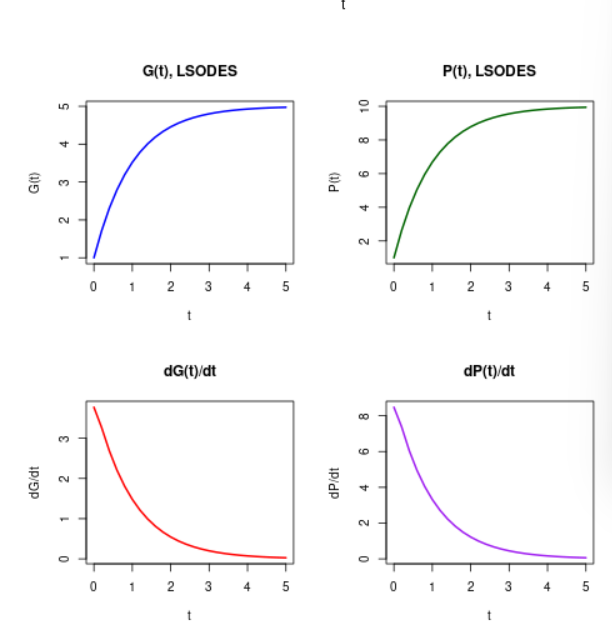 t
G(t), LSODES
P(t), LSODES
G(t)
5
4
3
2
1
0 1 2 3 4 5
t
P(t)
10
8
6
4
2
0 1 2 3 4 5
t
dG(t)/dt
dP(t)/dt
dG/dt
3
2
1
0
0 1 2 3 4 5
t
dP/dt
8
6
4
2
0
0 1 2 3 4 5
t